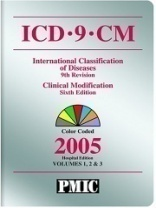 ICD•9•CM
International Classification
of Diseases
9th Revision
Clinical Modification
Sixth Edition
Color Coded
2005
Hospital Edition
VOLUMES 1, 2 & 3
PMIC